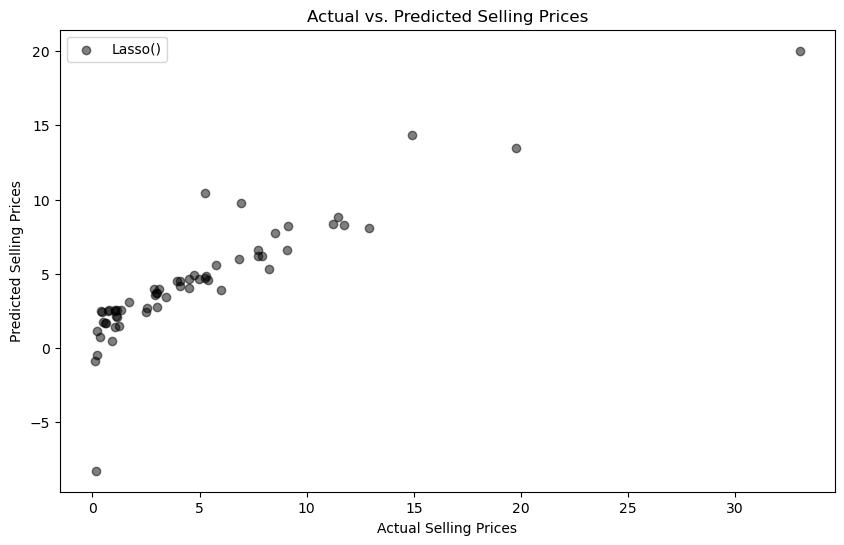 Actual vs. Predicted Selling Prices
Lasso()
20
15
10
5
0
−5
Predicted Selling Prices
0 5 10 15 20 25 30
Actual Selling Prices